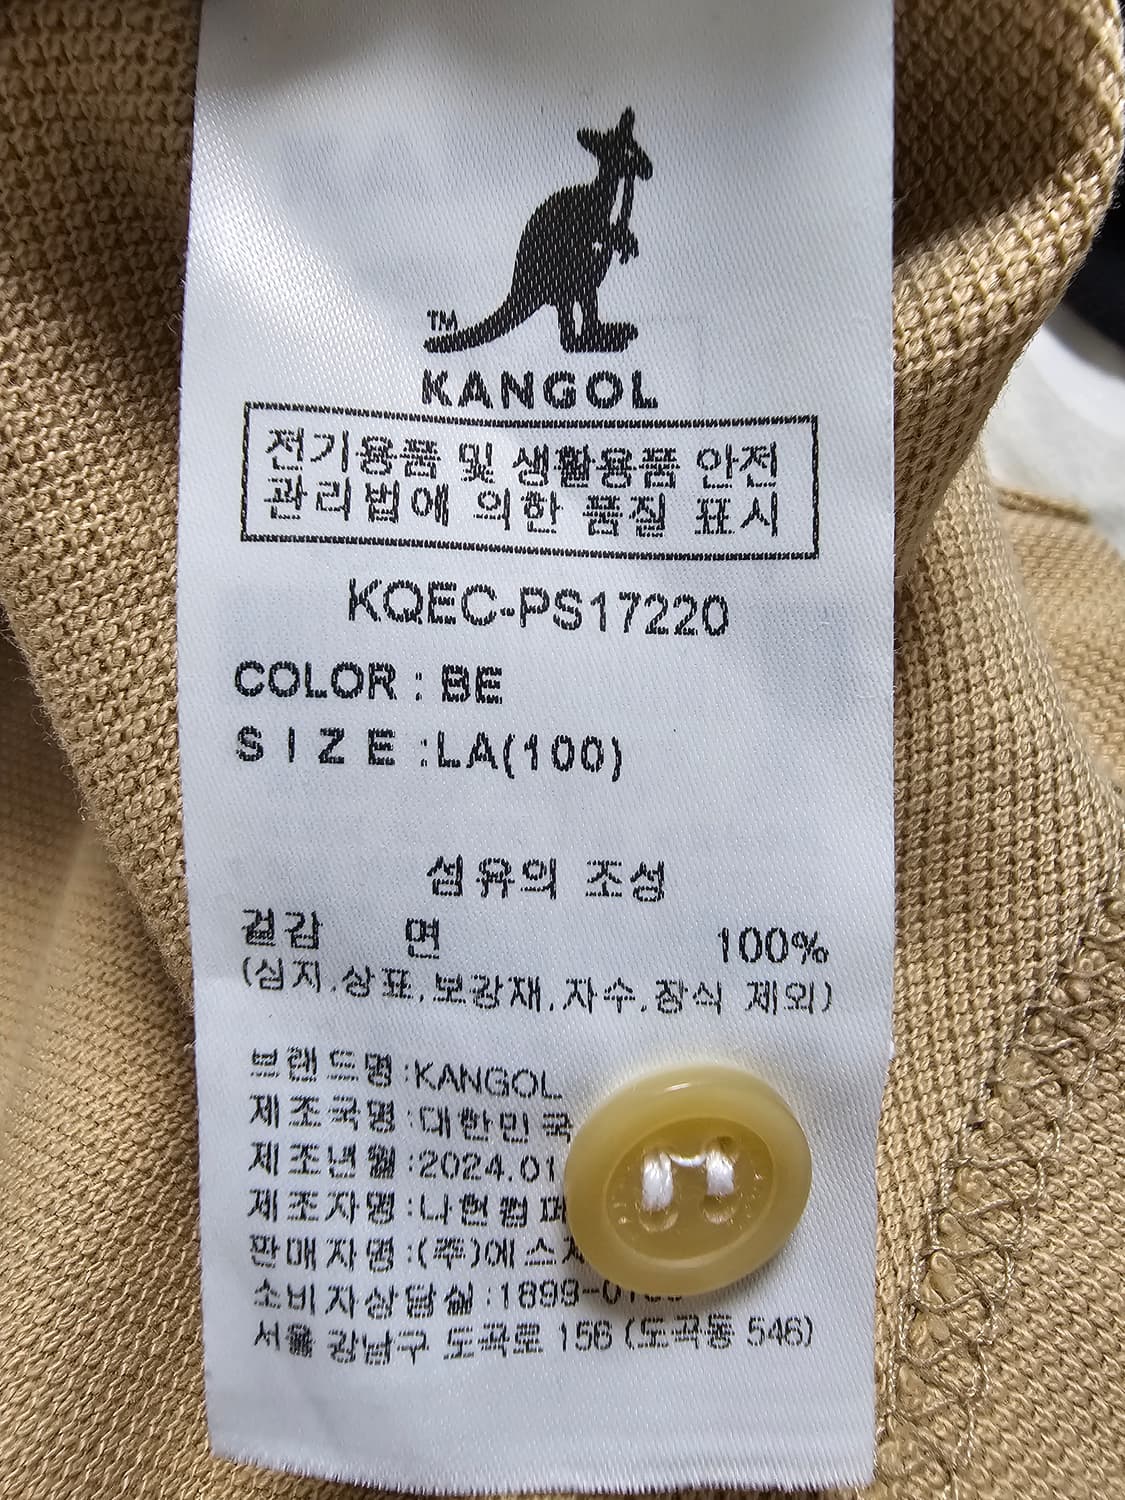 TM
KANGOL
전기용품 및 생활용품 안전
관리법에 의한 품질 표시
KQEC-PS17220
COLOR : BE
SIZE :LA(100)
섬유의 조성
겉감 면 100%
(심지,상표,보강재,자수,장식 제외)
브랜드명:KANGOL
제조국명:대한민국
제조년월:2024.01
제조자명:
판매자명:(주)에스
소비자상담실:1899-
서울 강남구 도곡로 156 (도곡동 546)